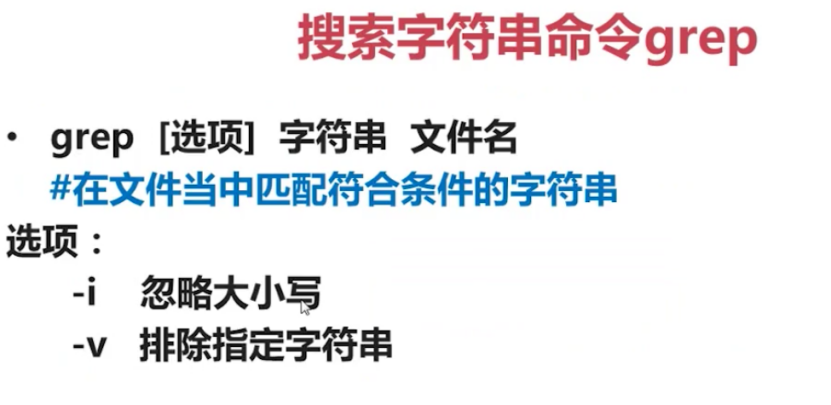 搜索字符串命令grep
• grep [选项] 字符串 文件名
#在文件当中匹配符合条件的字符串
选项：
-i 忽略大小写
-v 排除指定字符串